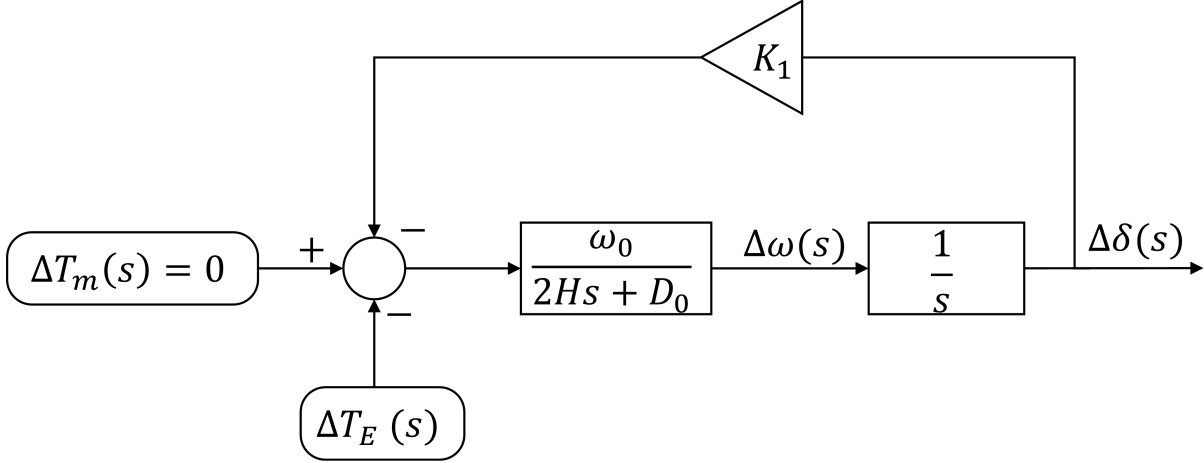 K₁
−
+
ΔTₘ(s) = 0
ω₀
2Hs + D₀
Δω(s)
1
s
Δδ(s)
−
ΔT_E (s)